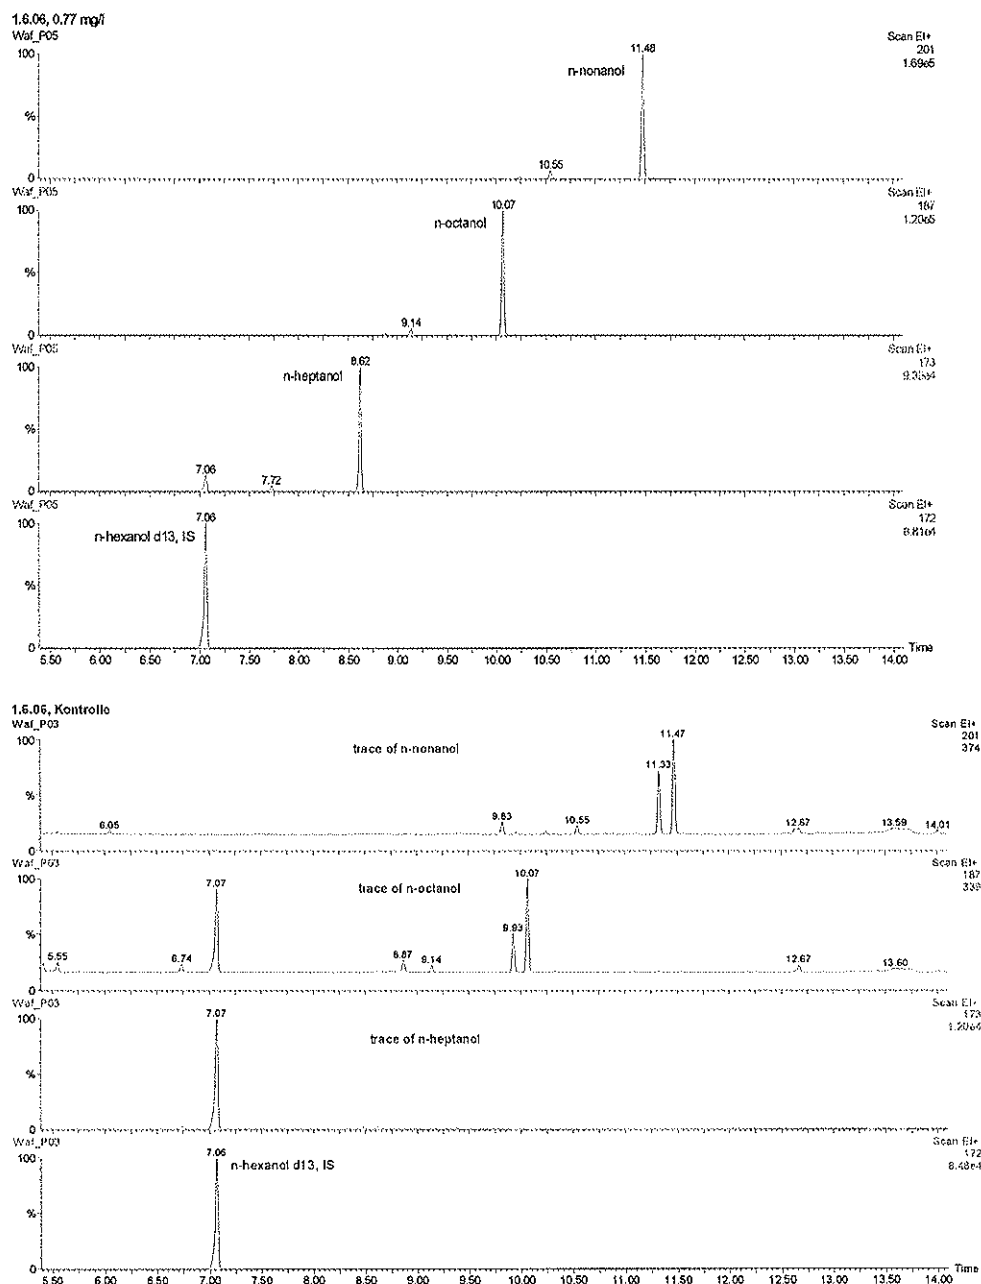 1.6.06, 0.77 mg/l
Waf_P05
Scan EI+
201
1.69e5
100
%
0
n-nonanol
11.48
10.55
Waf_P05
Scan EI+
187
1.20e5
100
%
0
n-octanol
10.07
9.14
Waf_P05
Scan EI+
173
100
%
0
n-heptanol
8.62
7.06
7.72
Waf_P05
Scan EI+
172
100
%
0
n-hexanol d13, IS
7.06
5.50 6.00 6.50 7.00 7.50 8.00 8.50 9.00 9.50 10.00 10.50 11.00 11.50 12.00 12.50 13.00 13.50 14.00 Time
1.6.06, Kontrolle
Waf_P03
Scan EI+
201
374
100
%
0
trace of n-nonanol
6.05
9.83
10.55
11.33
11.47
12.67
13.59
14.01
Waf_P03
Scan EI+
187
339
100
%
0
trace of n-octanol
5.55
6.74
7.07
8.87
9.14
9.93
10.07
12.67
13.60
Waf_P03
Scan EI+
173
1.20e4
100
%
0
trace of n-heptanol
7.07
Waf_P03
Scan EI+
172
8.48e4
100
%
0
n-hexanol d13, IS
7.06
5.50 6.00 6.50 7.00 7.50 8.00 8.50 9.00 9.50 10.00 10.50 11.00 11.50 12.00 12.50 13.00 13.50 14.00 Time